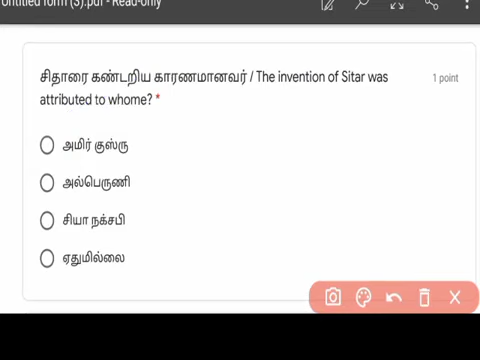 Untitled form (3).pdf - Read-only
சிதாரை கண்டறிய காரணமானவர் / The invention of Sitar was
attributed to whome? *
1 point
அமிர் குஸ்ரு
அல்பெருணி
சியா நக்சபி
ஏதுமில்லை